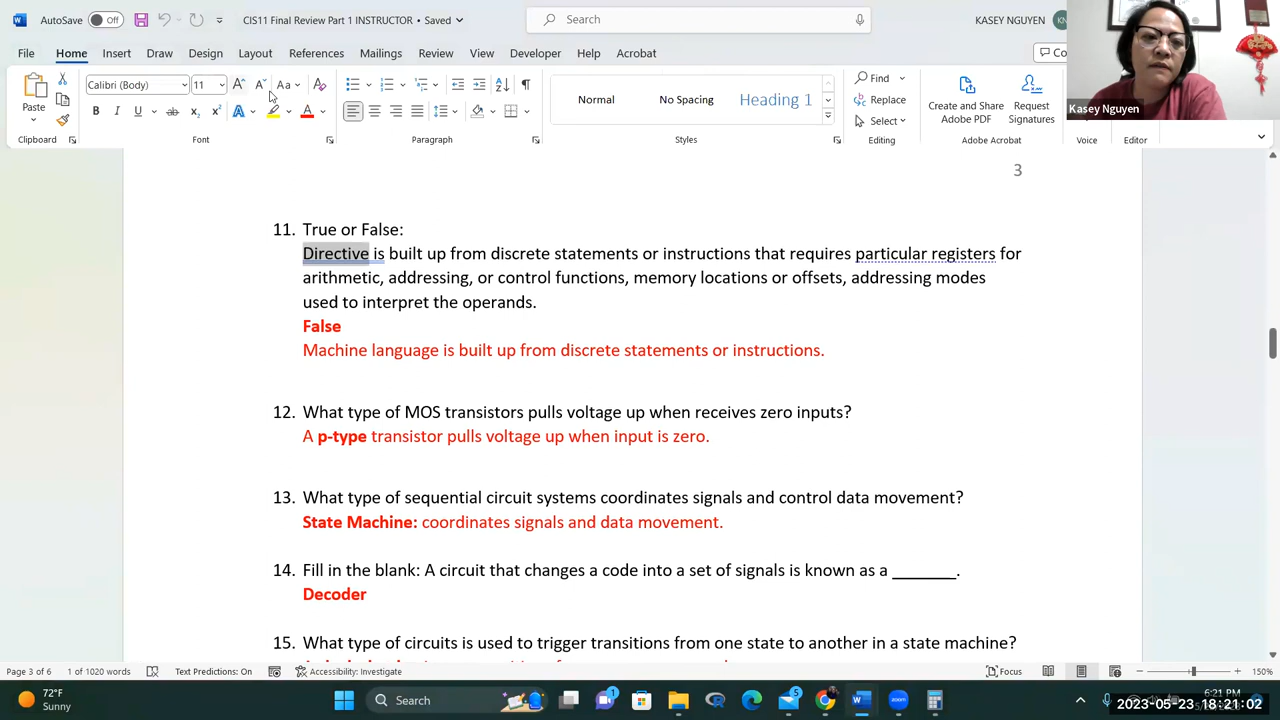 AutoSave
Off
CIS11 Final Review Part 1 INSTRUCTOR • Saved
Search
KASEY NGUYEN
KN
File
Home
Insert
Draw
Design
Layout
References
Mailings
Review
View
Developer
Help
Acrobat
Co
Paste
Calibri (Body)
11
Aa
Normal
No Spacing
Heading 1
Find
Replace
Select
Create and Share
Adobe PDF
Request
Signatures
Clipboard
Font
Paragraph
Styles
Editing
Adobe Acrobat
Voice
Editor
Kasey Nguyen
3
11. True or False:
Directive is built up from discrete statements or instructions that requires particular registers for
arithmetic, addressing, or control functions, memory locations or offsets, addressing modes
used to interpret the operands.
False
Machine language is built up from discrete statements or instructions.
12. What type of MOS transistors pulls voltage up when receives zero inputs?
A p-type transistor pulls voltage up when input is zero.
13. What type of sequential circuit systems coordinates signals and control data movement?
State Machine: coordinates signals and data movement.
14. Fill in the blank: A circuit that changes a code into a set of signals is known as a _______.
Decoder
15. What type of circuits is used to trigger transitions from one state to another in a state machine?
Page 3 of 6
1 of 1020 words
Text Predictions: On
Accessibility: Investigate
Focus
150%
72°F
Sunny
Search
6:21 PM
2023-05-23 18:21:02